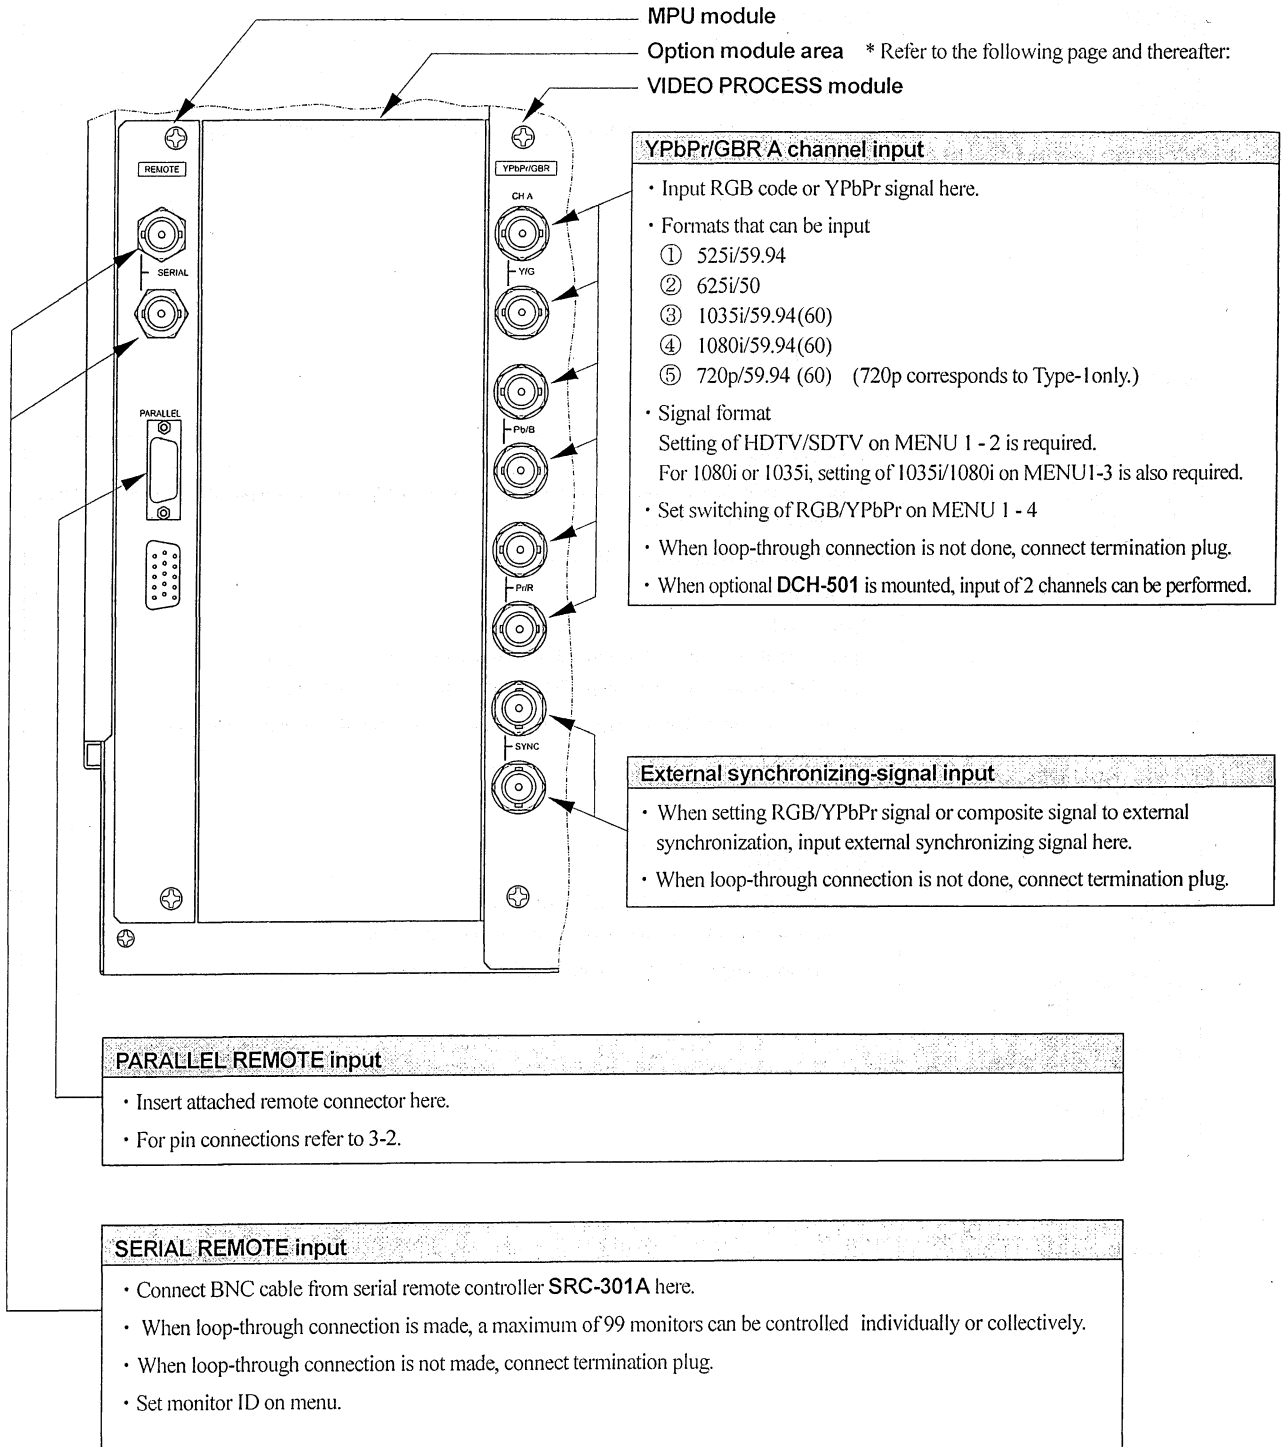 MPU module
Option module area * Refer to the following page and thereafter:
VIDEO PROCESS module
REMOTE
SERIAL
PARALLEL
YPbPr/GBR
CH A
Y/G
Pb/B
Pr/R
SYNC
YPbPr/GBR A channel input
・Input RGB code or YPbPr signal here.
・Formats that can be input
① 525i/59.94
② 625i/50
③ 1035i/59.94(60)
④ 1080i/59.94(60)
⑤ 720p/59.94 (60) (720p corresponds to Type-1only.)
・Signal format
Setting of HDTV/SDTV on MENU 1 - 2 is required.
For 1080i or 1035i, setting of 1035i/1080i on MENU1-3 is also required.
・Set switching of RGB/YPbPr on MENU 1 - 4
・When loop-through connection is not done, connect termination plug.
・When optional DCH-501 is mounted, input of 2 channels can be performed.
External synchronizing-signal input
・When setting RGB/YPbPr signal or composite signal to external
synchronization, input external synchronizing signal here.
・When loop-through connection is not done, connect termination plug.
PARALLEL REMOTE input
・Insert attached remote connector here.
・For pin connections refer to 3-2.
SERIAL REMOTE input
・Connect BNC cable from serial remote controller SRC-301A here.
・When loop-through connection is made, a maximum of 99 monitors can be controlled individually or collectively.
・When loop-through connection is not made, connect termination plug.
・Set monitor ID on menu.